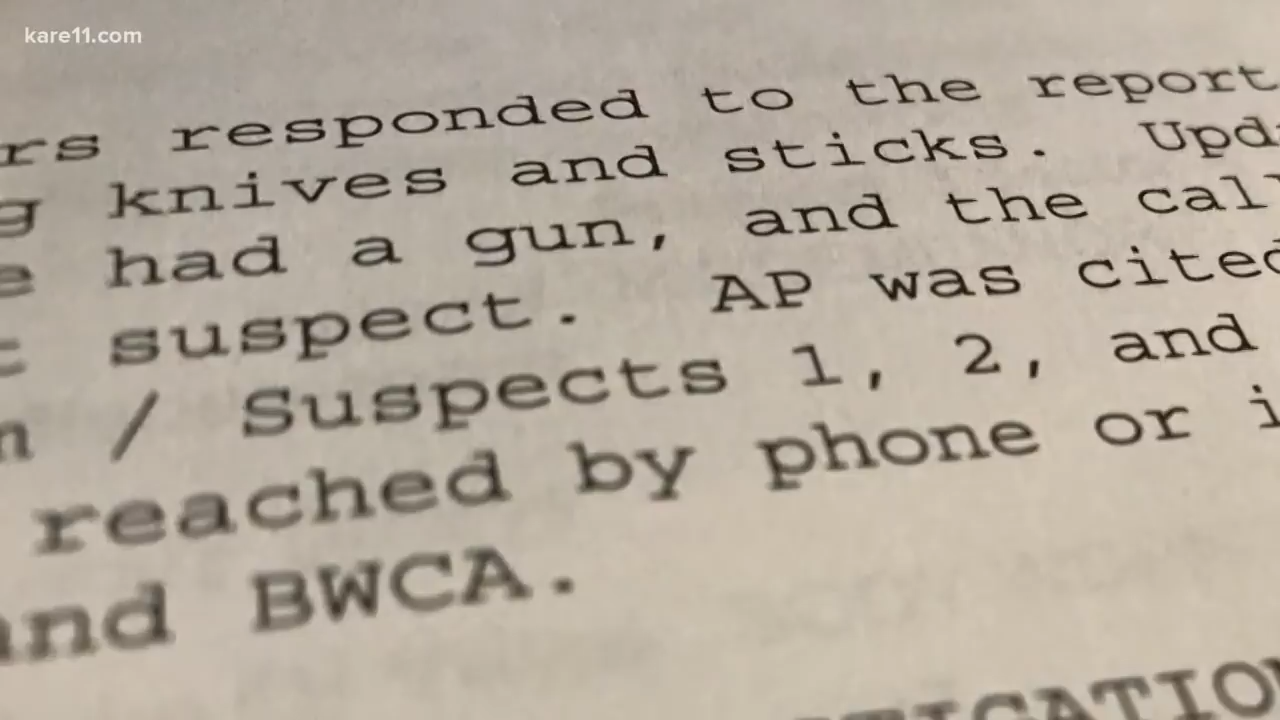 kare11.com
rs responded to the report
g knives and sticks. Upd
e had a gun, and the cal
suspect. AP was cited
n / Suspects 1, 2, and
reached by phone or i
and BWCA.
TICATION